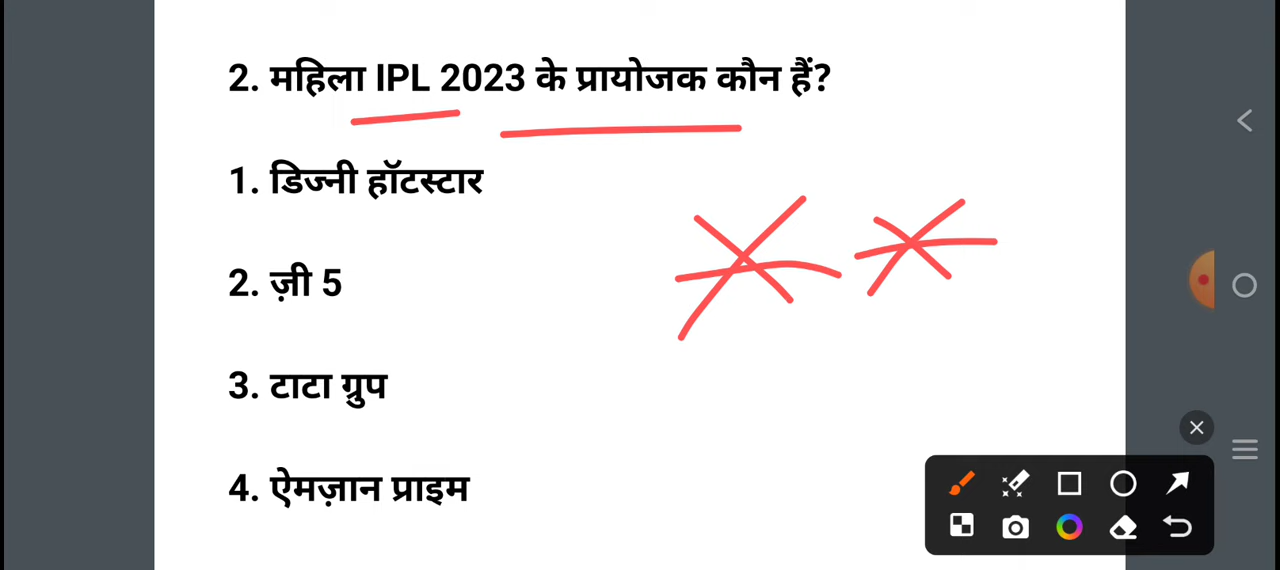 2. महिला IPL 2023 के प्रायोजक कौन हैं?
1. डिज्नी हॉटस्टार
2. ज़ी 5
3. टाटा ग्रुप
4. ऐमज़ान प्राइम